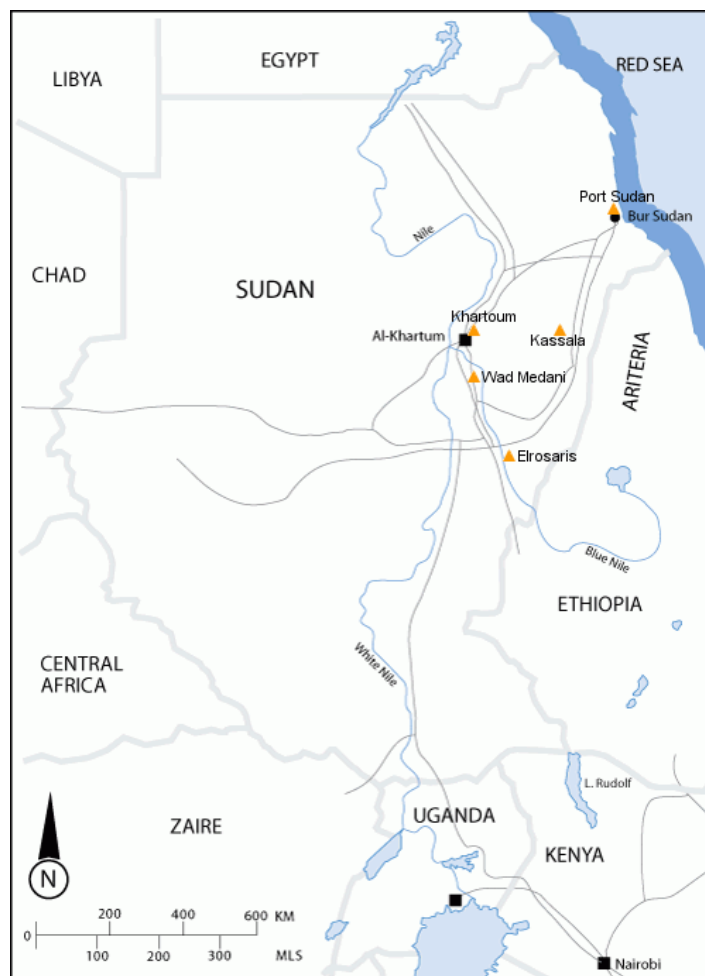 EGYPT
LIBYA
RED SEA
Port Sudan
Bur Sudan
Nile
CHAD
SUDAN
Khartoum
Al-Khartum
Kassala
Wad Medani
ARITERIA
Elrosaris
Blue Nile
ETHIOPIA
CENTRAL
AFRICA
White Nile
L. Rudolf
UGANDA
ZAIRE
KENYA
N
200 400 600 KM
0
100 200 300 MLS
Nairobi